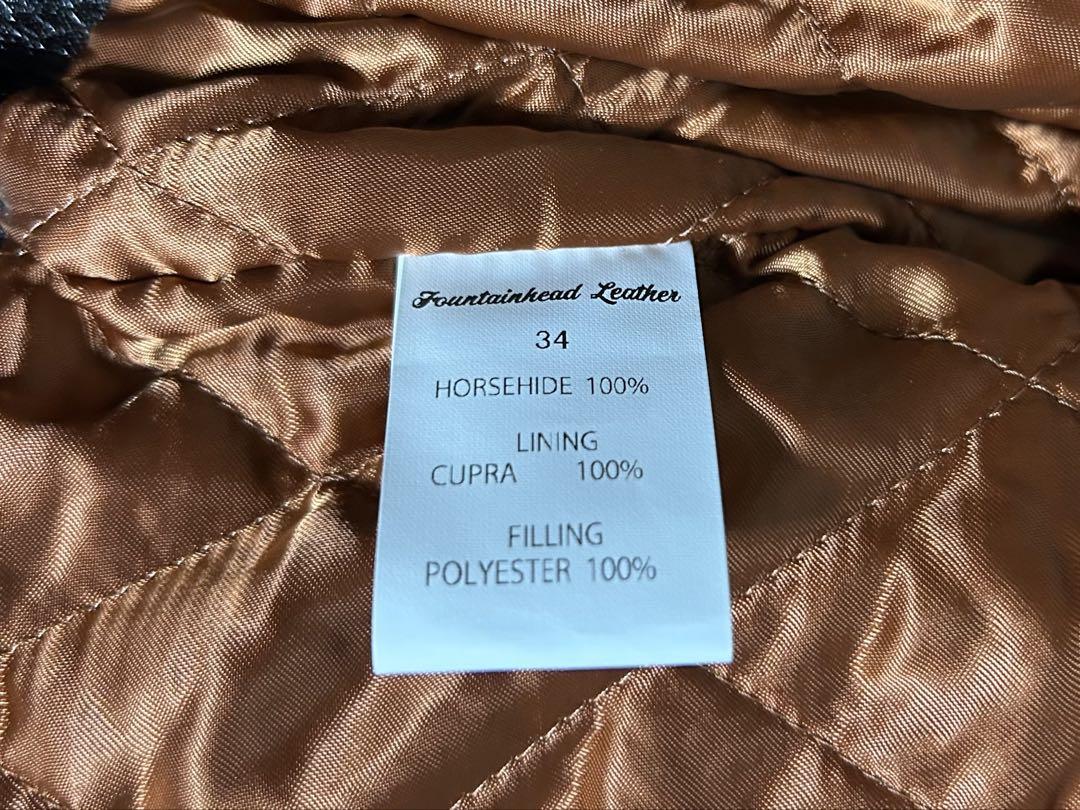 Fountainhead Leather
34
HORSEHIDE 100%
LINING
CUPRA 100%
FILLING
POLYESTER 100%